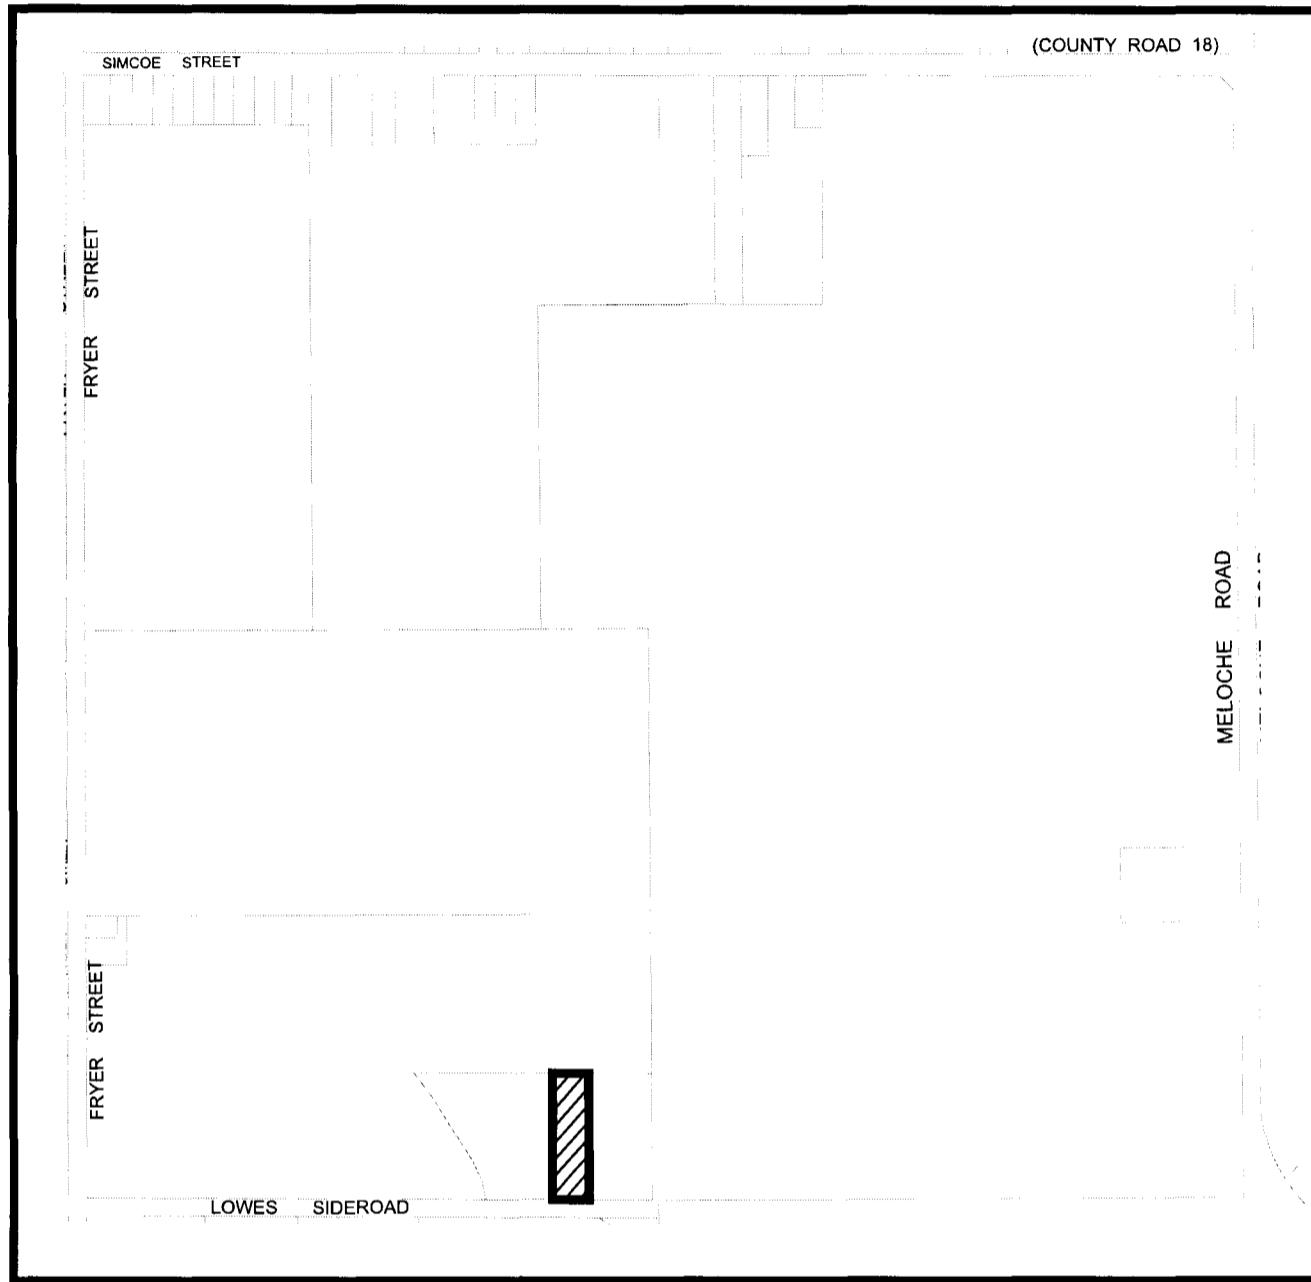 (COUNTY ROAD 18)
SIMCOE STREET
FRYER STREET
MELOCHE ROAD
FRYER STREET
LOWES SIDEROAD